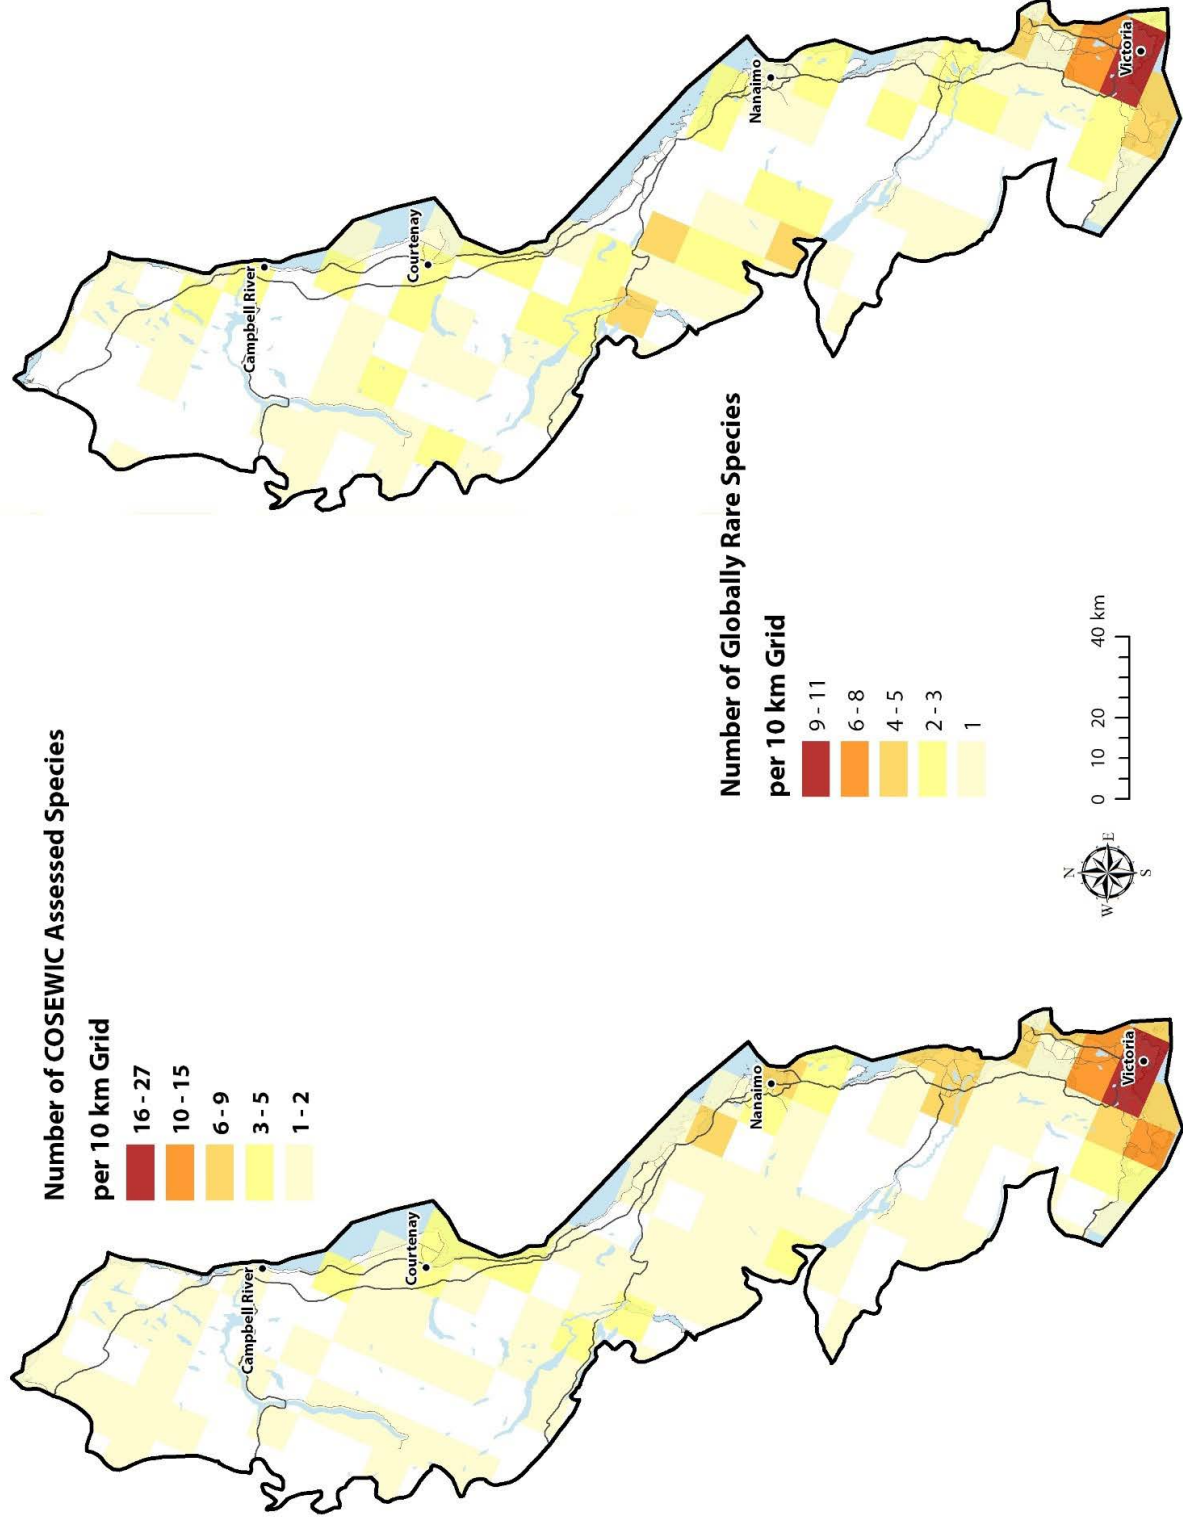 Number of COSEWIC Assessed Species
per 10 km Grid
16 - 27
10 - 15
6 - 9
3 - 5
1 - 2
Campbell River
Courtenay
Nanaimo
Victoria
Number of Globally Rare Species
per 10 km Grid
9 - 11
6 - 8
4 - 5
2 - 3
1
Campbell River
Courtenay
Nanaimo
Victoria
N
W
E
S
0 10 20 40 km